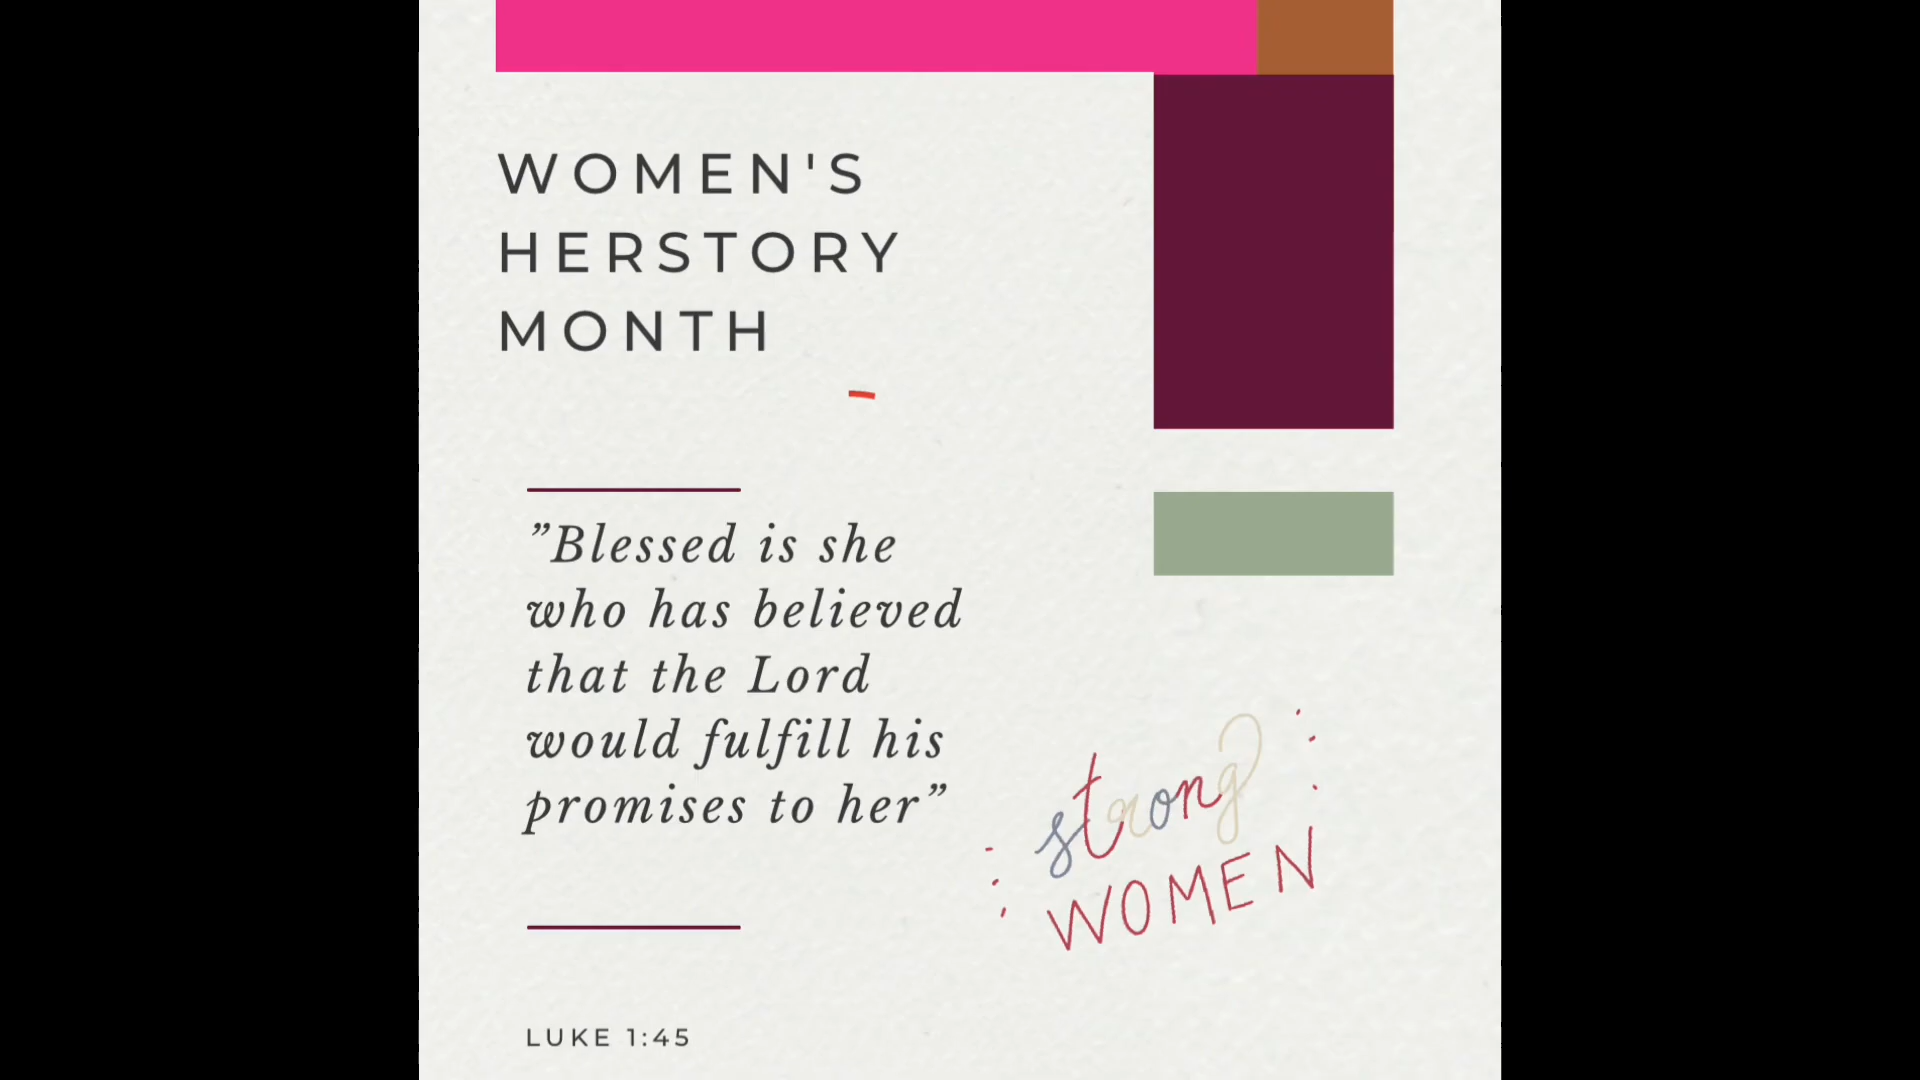 WOMEN'S
HERSTORY
MONTH
”Blessed is she
who has believed
that the Lord
would fulfill his
promises to her”
strong
WOMEN
LUKE 1:45